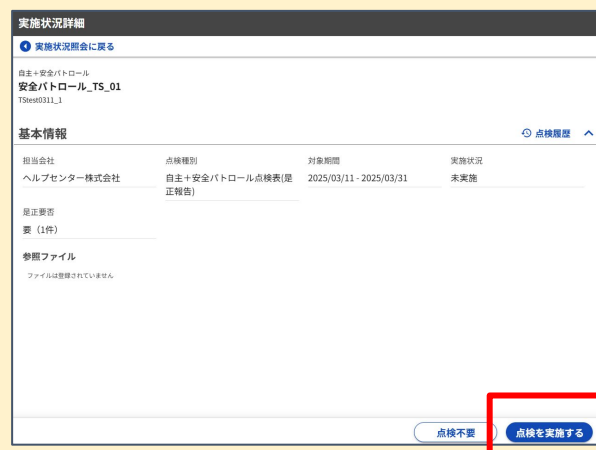 実施状況詳細
実施状況照会に戻る
自主＋安全パトロール
安全パトロール_TS_01
TStest0311_1
基本情報
点検履歴
担当会社
点検種別
対象期間
実施状況
ヘルプセンター株式会社
自主＋安全パトロール点検表(是
正報告)
2025/03/11 - 2025/03/31
未実施
是正要否
要（1件）
参照ファイル
ファイルは登録されていません
点検不要
点検を実施する